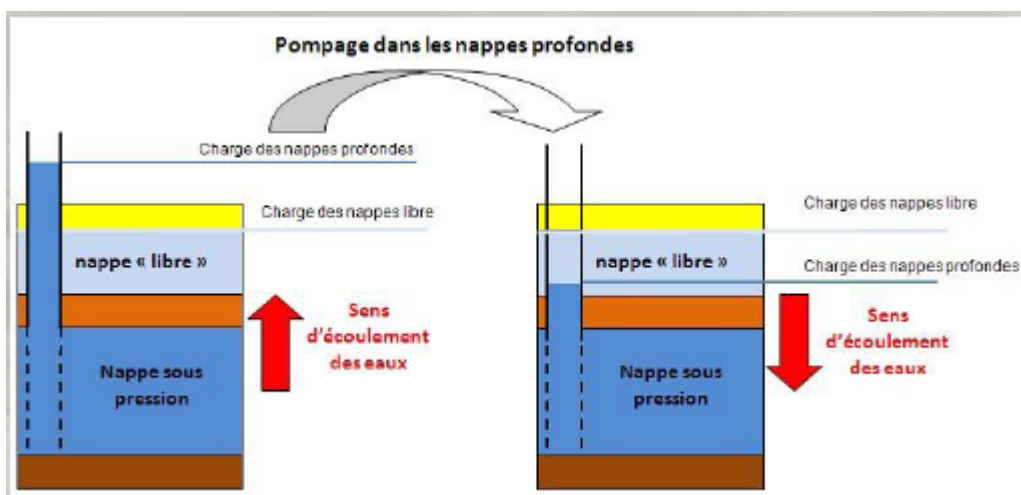 Pompage dans les nappes profondes
Charge des nappes profondes
Charge des nappes libre
nappe « libre »
Sens
d'écoulement
des eaux
Nappe sous
pression
Charge des nappes libre
nappe « libre »
Charge des nappes profondes
Sens
d'écoulement
des eaux
Nappe sous
pression